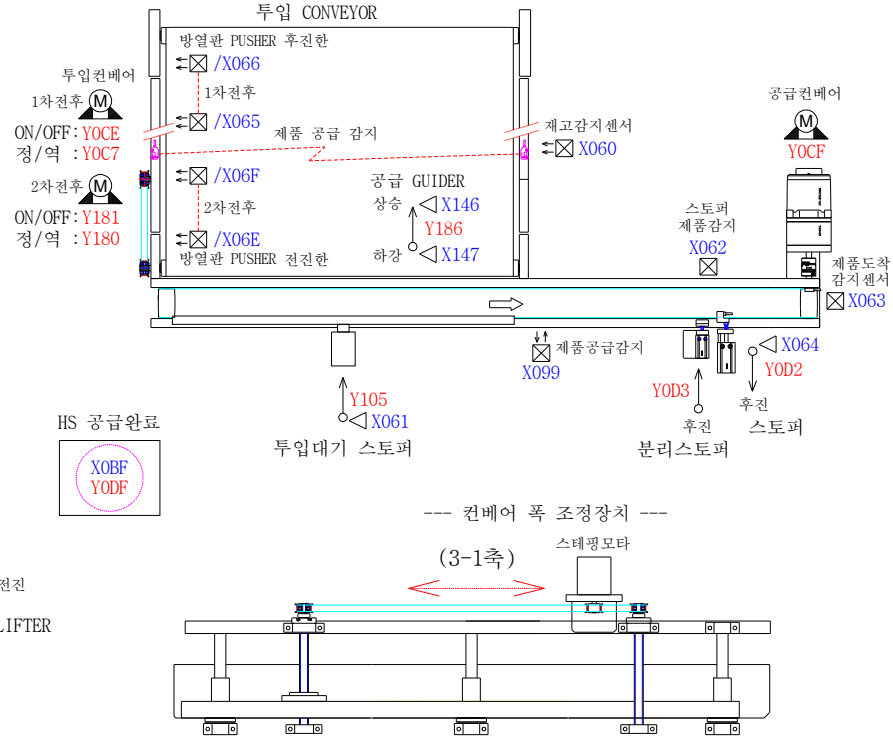 투입 CONVEYOR
방열판 PUSHER 후진한
/X066
1차전후
/X065
투입컨베어
1차전후
M
ON/OFF:Y0CE
정/역 :Y0C7
제품 공급 감지
재고감지센서
X060
공급컨베어
M
Y0CF
/X06F
2차전후
/X06E
방열판 PUSHER 전진한
2차전후
M
ON/OFF:Y181
정/역 :Y180
공급 GUIDER
상승
X146
Y186
하강
X147
스토퍼
제품감지
X062
제품도착
감지센서
X063
제품공급감지
X099
X064
Y0D2
후진
스토퍼
Y0D3
후진
분리스토퍼
Y105
X061
투입대기 스토퍼
HS 공급완료
X0BF
Y0DF
--- 컨베어 폭 조정장치 ---
(3-1축)
스테핑모타
전진
LIFTER